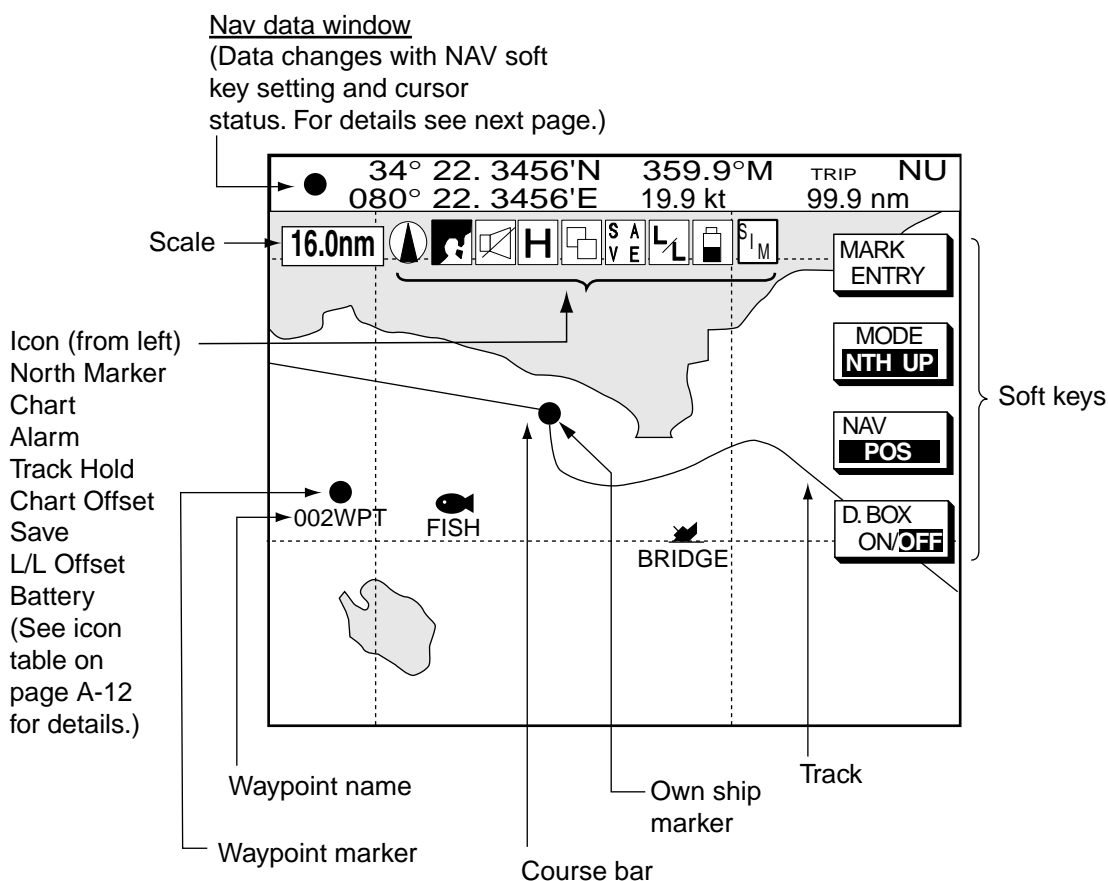 Nav data window
(Data changes with NAV soft
key setting and cursor
status. For details see next page.)
34° 22. 3456'N 359.9°M TRIP NU
080° 22. 3456'E 19.9 kt 99.9 nm
Scale
16.0nm
H
S A
V E
L/L
SIM
MARK
ENTRY
MODE
NTH UP
NAV
POS
D. BOX
ON/OFF
Soft keys
Icon (from left)
North Marker
Chart
Alarm
Track Hold
Chart Offset
Save
L/L Offset
Battery
(See icon
table on
page A-12
for details.)
002WPT
FISH
BRIDGE
Waypoint name
Waypoint marker
Course bar
Own ship
marker
Track